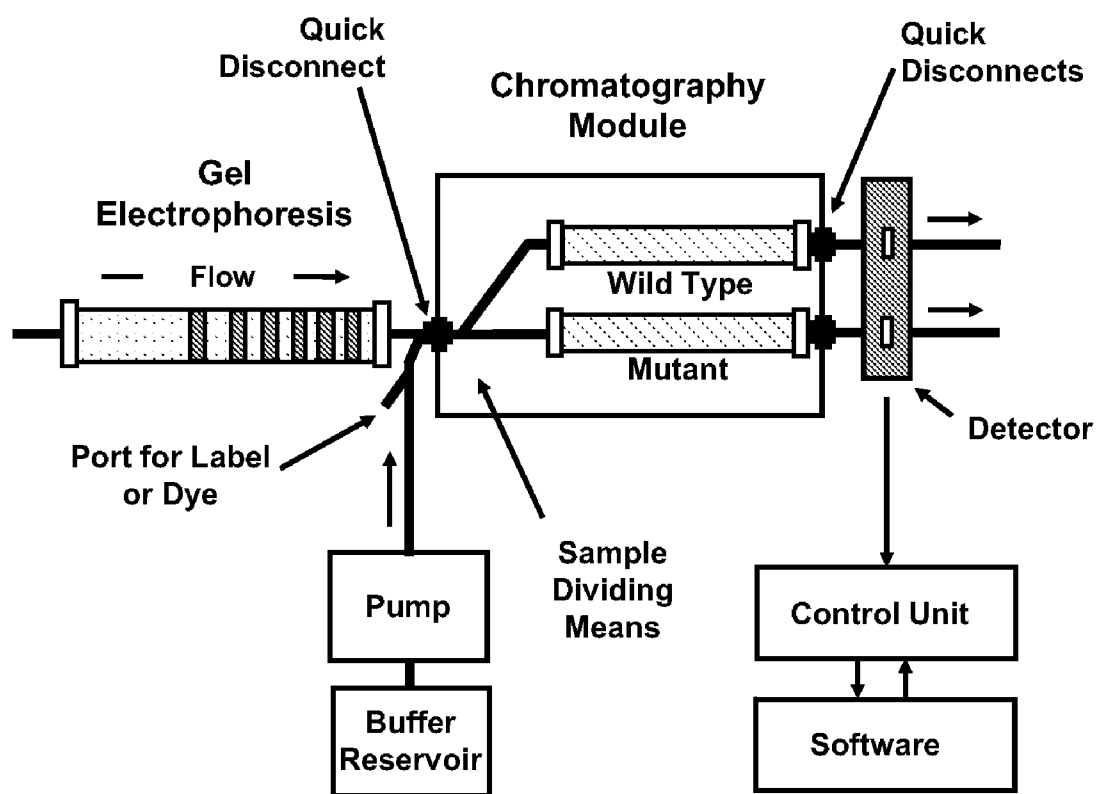 Quick
Disconnect
Quick
Disconnects
Chromatography
Module
Gel
Electrophoresis
Flow
Wild Type
Mutant
Detector
Port for Label
or Dye
Sample
Dividing
Means
Pump
Control Unit
Buffer
Reservoir
Software